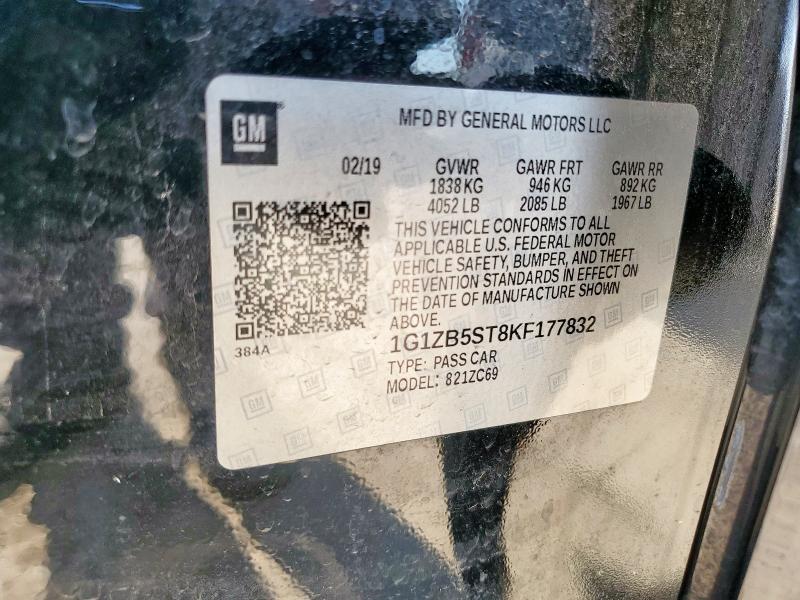 GM
MFD BY GENERAL MOTORS LLC
02/19 GVWR GAWR FRT GAWR RR
1838 KG 946 KG 892 KG
4052 LB 2085 LB 1967 LB
THIS VEHICLE CONFORMS TO ALL
APPLICABLE U.S. FEDERAL MOTOR
VEHICLE SAFETY, BUMPER, AND THEFT
PREVENTION STANDARDS IN EFFECT ON
THE DATE OF MANUFACTURE SHOWN
ABOVE.
384A
1G1ZB5ST8KF177832
TYPE: PASS CAR
MODEL: 821ZC69